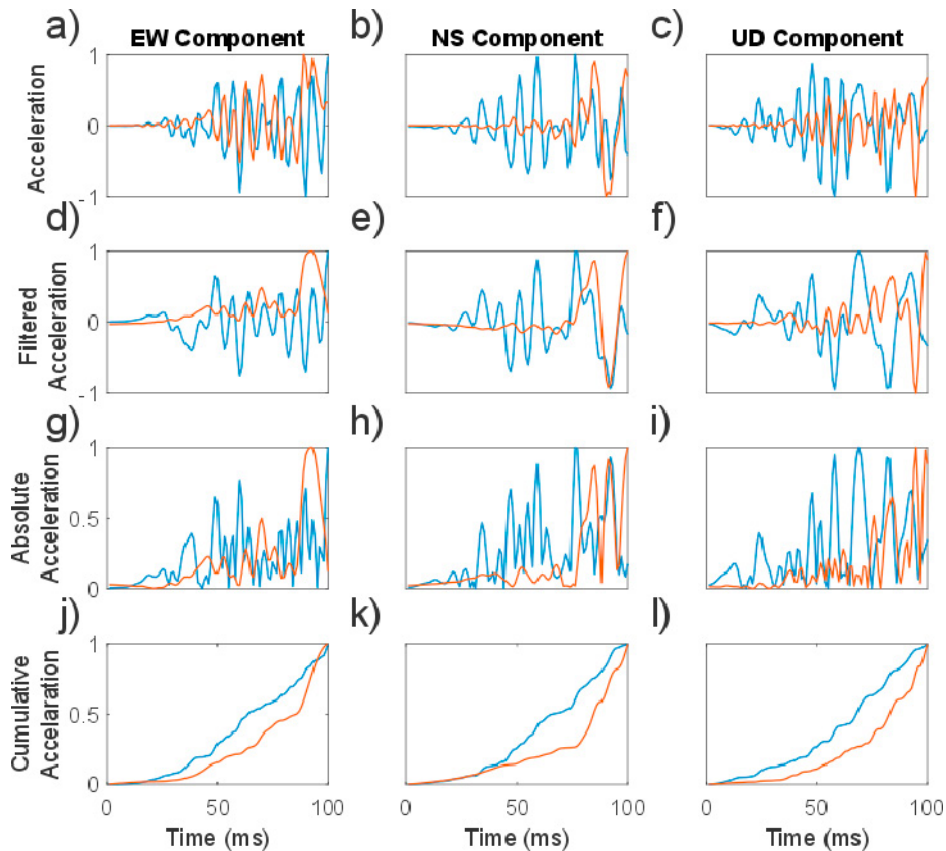 a) b) c)
EW Component NS Component UD Component
Acceleration
1
0
-1
d) e) f)
Filtered
Acceleration
1
0
-1
g) h) i)
Absolute
Acceleration
1
0.5
0
j) k) l)
Cumulative
Accelaration
1
0.5
0
0 50 100 0 50 100 0 50 100
Time (ms) Time (ms) Time (ms)